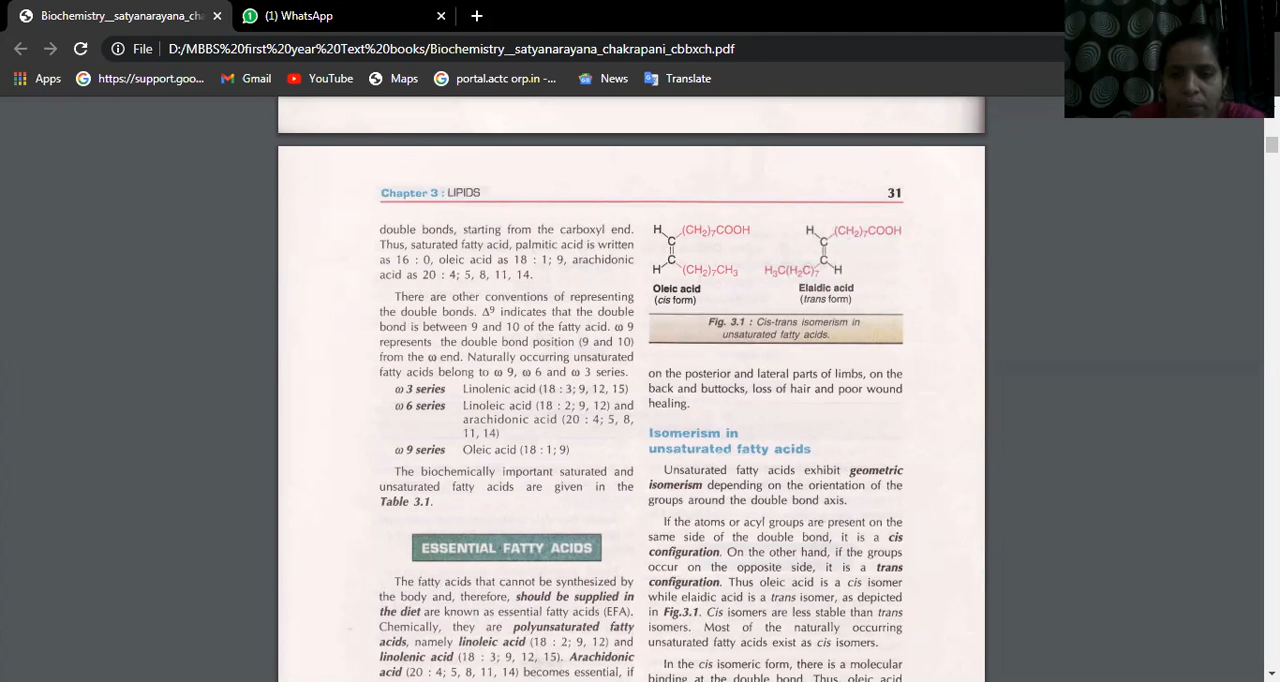 Biochemistry__satyanarayana_cha
(1) WhatsApp
File
D:/MBBS%20first%20year%20Text%20books/Biochemistry__satyanarayana_chakrapani_cbbxch.pdf
Apps
https://support.goo...
Gmail
YouTube
Maps
portal.actc orp.in -...
News
Translate
Chapter 3 : LIPIDS
31
double bonds, starting from the carboxyl end.
Thus, saturated fatty acid, palmitic acid is written
as 16 : 0, oleic acid as 18 : 1; 9, arachidonic
acid as 20 : 4; 5, 8, 11, 14.
There are other conventions of representing
the double bonds. Δ⁹ indicates that the double
bond is between 9 and 10 of the fatty acid. ω 9
represents the double bond position (9 and 10)
from the ω end. Naturally occurring unsaturated
fatty acids belong to ω 9, ω 6 and ω 3 series.
ω 3 series Linolenic acid (18 : 3; 9, 12, 15)
ω 6 series Linoleic acid (18 : 2; 9, 12) and
arachidonic acid (20 : 4; 5, 8,
11, 14)
ω 9 series Oleic acid (18 : 1; 9)
The biochemically important saturated and
unsaturated fatty acids are given in the
Table 3.1.
ESSENTIAL FATTY ACIDS
The fatty acids that cannot be synthesized by
the body and, therefore, should be supplied in
the diet are known as essential fatty acids (EFA).
Chemically, they are polyunsaturated fatty
acids, namely linoleic acid (18 : 2; 9, 12) and
linolenic acid (18 : 3; 9, 12, 15). Arachidonic
acid (20 : 4; 5, 8, 11, 14) becomes essential, if
H (CH₂)₇COOH
C
C
H (CH₂)₇CH₃
Oleic acid
(cis form)
H (CH₂)₇COOH
C
C
H₃C(H₂C)₇ H
Elaidic acid
(trans form)
Fig. 3.1 : Cis-trans isomerism in
unsaturated fatty acids.
on the posterior and lateral parts of limbs, on the
back and buttocks, loss of hair and poor wound
healing.
Isomerism in
unsaturated fatty acids
Unsaturated fatty acids exhibit geometric
isomerism depending on the orientation of the
groups around the double bond axis.
If the atoms or acyl groups are present on the
same side of the double bond, it is a cis
configuration. On the other hand, if the groups
occur on the opposite side, it is a trans
configuration. Thus oleic acid is a cis isomer
while elaidic acid is a trans isomer, as depicted
in Fig.3.1. Cis isomers are less stable than trans
isomers. Most of the naturally occurring
unsaturated fatty acids exist as cis isomers.
In the cis isomeric form, there is a molecular
binding at the double bond. Thus, oleic acid